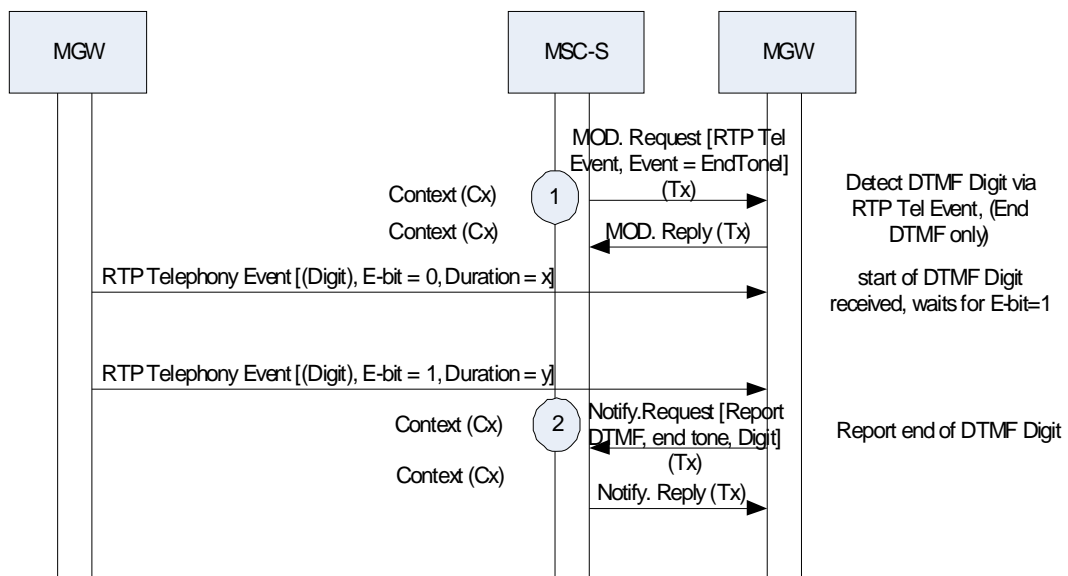 MGW
MSC-S
MGW
MOD. Request [RTP Tel
Event, Event = EndTonel]
(Tx)
Context (Cx)
1
Detect DTMF Digit via
RTP Tel Event, (End
DTMF only)
Context (Cx)
MOD. Reply (Tx)
RTP Telephony Event [(Digit), E-bit = 0, Duration = x]
start of DTMF Digit
received, waits for E-bit=1
RTP Telephony Event [(Digit), E-bit = 1, Duration = y]
Context (Cx)
2
Notify.Request [Report
DTMF, end tone, Digit]
(Tx)
Report end of DTMF Digit
Context (Cx)
Notify. Reply (Tx)